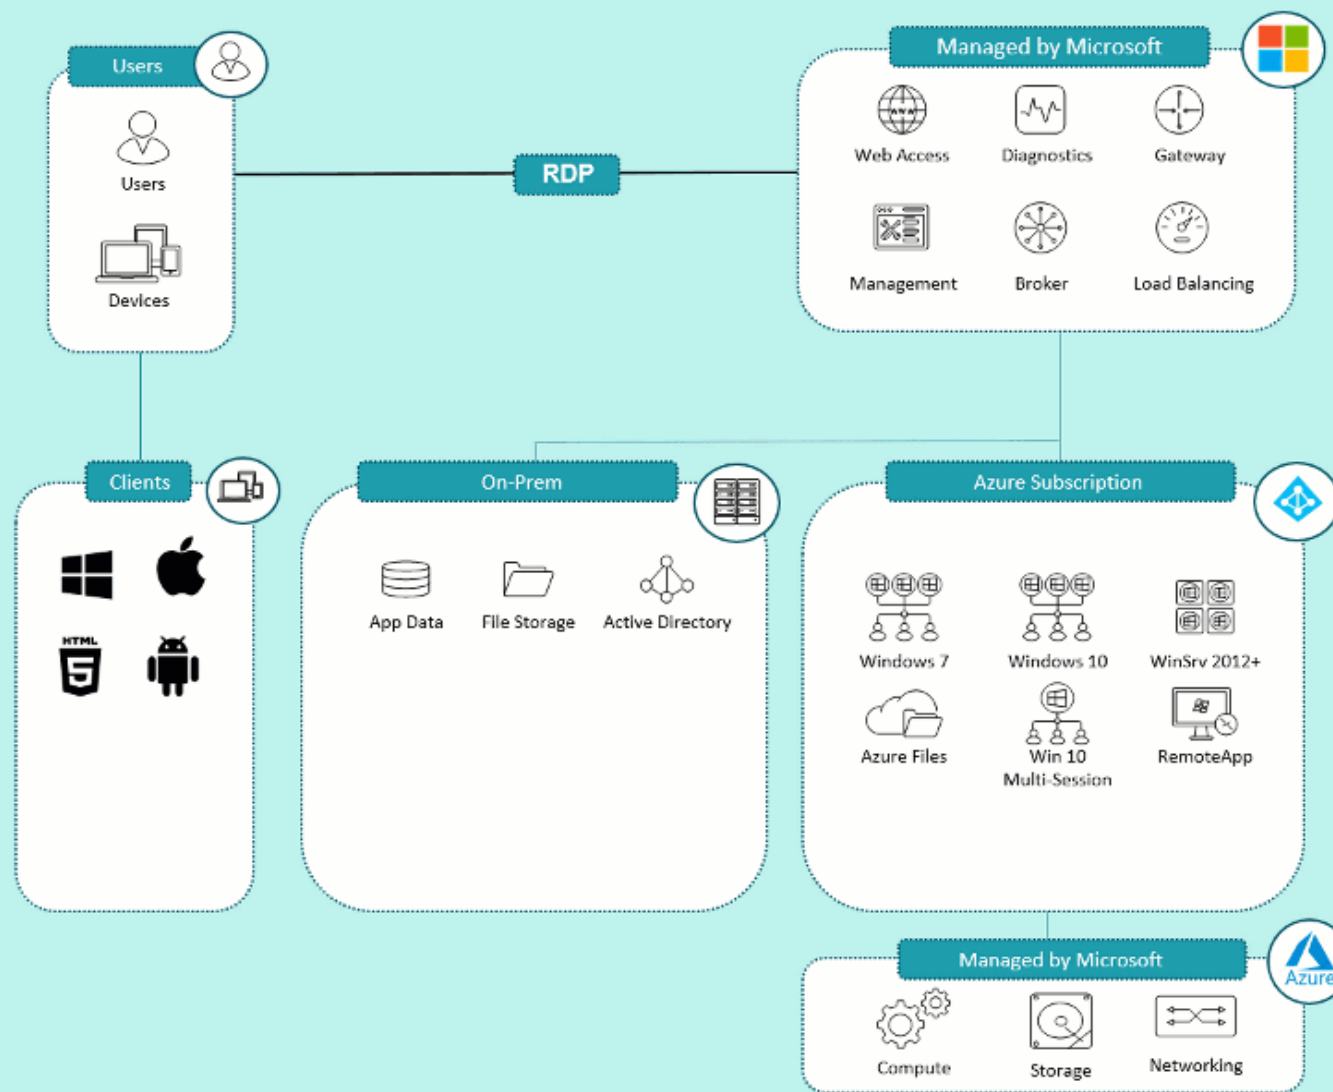 Users
Users
Devices
RDP
Managed by Microsoft
WWW
Web Access
Diagnostics
Gateway
Management
Broker
Load Balancing
Clients
HTML
5
On-Prem
App Data
File Storage
Active Directory
Azure Subscription
Windows 7
Windows 10
WinSrv 2012+
Azure Files
Win 10
Multi-Session
RemoteApp
Managed by Microsoft
Azure
Compute
Storage
Networking